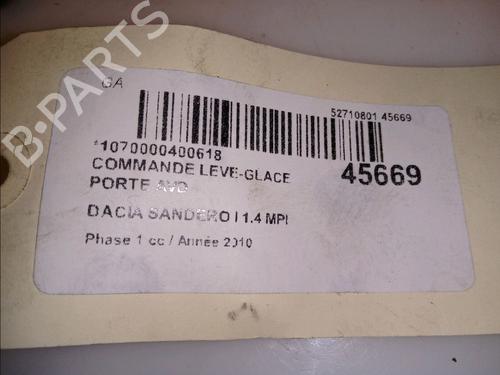 GA
52710801 45669
*1070000400618
COMMANDE LEVE-GLACE
PORTE AVD
45669
DACIA SANDERO I 1.4 MPI
Phase 1 cc / Année 2010
B-PARTS